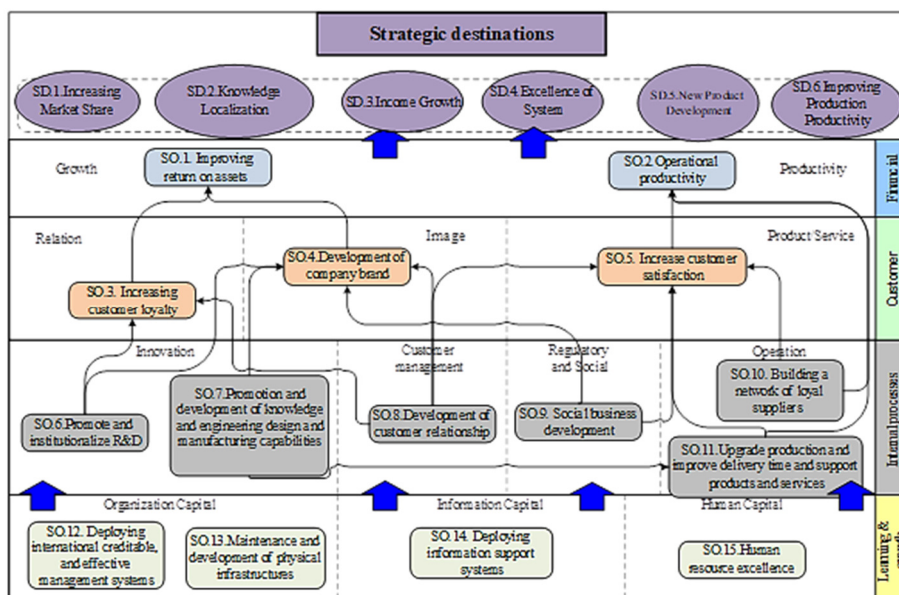 Strategic destinations
SD.1.Increasing
Market Share
SD.2.Knowledge
Localization
SD.3.Income Growth
SD.4.Excellence of
System
SD.5. New Product
Development
SD.6.Improving
Production
Productivity
Growth
SO.1. Improving
return on assets
SO.2 Operational
productivity
Productivity
Financial
Relation
Image
Product/Service
SO.4.Development of
company brand
SO.5. Increase customer
satisfaction
SO.3. Increasing
customer loyalty
Customer
Innovation
Customer
management
Regulatory
and Social
Operation
SO.6.Promote and
institutionalize R&D
SO.7.Promotion and
development of knowledge
and engineering design and
manufacturing capabilities
SO.8.Development of
customer relationship
SO.9. Social business
development
SO.10. Building a
network of loyal
suppliers
SO.11.Upgrade production and
improve delivery time and support
products and services
Internal processes
Organization Capital
Information Capital
Human Capital
SO.12. Deploying
international creditable,
and effective
management systems
SO.13.Maintenance and
development of physical
infrastructures
SO.14. Deploying
information support
systems
SO.15.Human
resource excellence
Learning &